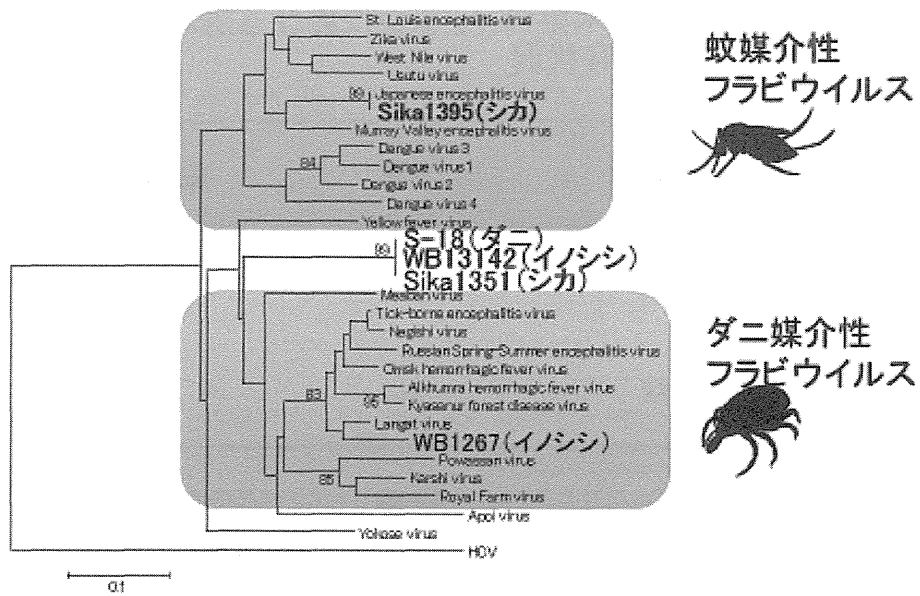 St. Louis encephalitis virus
Zika virus
West Nile virus
Usutu virus
99
Japanese encephalitis virus
Sika1395(シカ)
Murray Valley encephalitis virus
Dengue virus 3
84
Dengue virus 1
Dengue virus 2
Dengue virus 4
Yellow fever virus
S-18(ダニ)
99
WB13142(イノシシ)
Sika1351(シカ)
Meaban virus
Tick-borne encephalitis virus
Negishi virus
Russian Spring-Summer encephalitis virus
Omsk hemorrhagic fever virus
Alkhumra hemorrhagic fever virus
83
95
Kyasanur forest disease virus
Langat virus
WB1267(イノシシ)
Powassan virus
85
Karshi virus
Royal Farm virus
Apoi virus
Yokose virus
HCV
0.1
蚊媒介性
フラビウイルス
ダニ媒介性
フラビウイルス